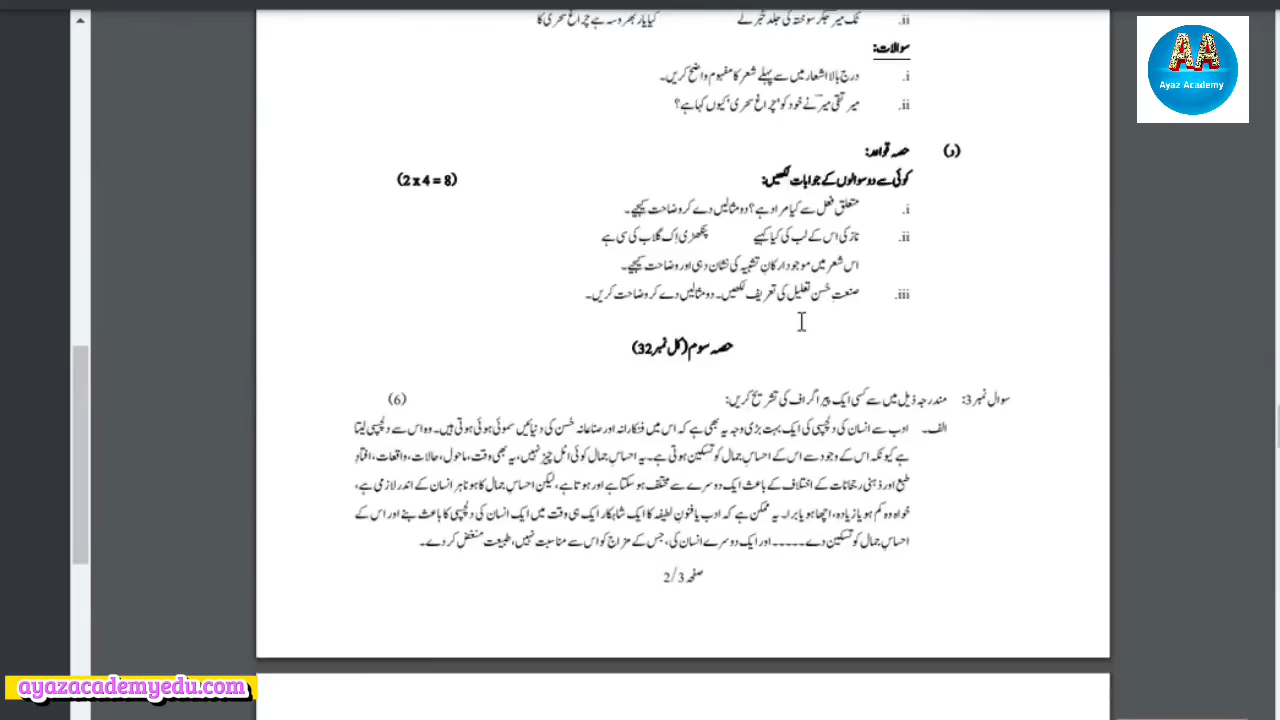 ii. ٹک میر جگر سوختہ کی جلد خبر لے کیا یار بھروسہ ہے چراغِ سحری کا
سوالات:
i. درج بالا اشعار میں سے پہلے شعر کا مفہوم واضح کریں۔
ii. میر تقی میر نے خود کو 'چراغِ سحری' کیوں کہا ہے؟
(د) حصہ قواعد:
کوئی سے دو سوالوں کے جوابات لکھیں: (2 x 4 = 8)
i. متعلق فعل سے کیا مراد ہے؟ دو مثالیں دے کر وضاحت کیجیے۔
ii. نازکی اس کے لب کی کیا کہیے پنکھڑی اِک گلاب کی سی ہے
اس شعر میں موجود ارکانِ تشبیہ کی نشان دہی اور وضاحت کیجیے۔
iii. صنعتِ حُسن تعلیل کی تعریف لکھیں۔ دو مثالیں دے کر وضاحت کریں۔
حصہ سوم (کل نمبر 32)
سوال نمبر 3: مندرجہ ذیل میں سے کسی ایک پیراگراف کی تشریح کریں: (6)
الف۔ ادب سے انسان کی دلچسپی کی ایک بہت بڑی وجہ یہ بھی ہے کہ اس میں فنکارانہ اور صناعانہ حُسن کی دنیائیں سموئی ہوئی ہوتی ہیں۔ وہ اس سے دلچسپی لیتا
ہے کیونکہ اس کے وجود سے اس کے احساسِ جمال کو تسکین ہوتی ہے۔ یہ احساسِ جمال کوئی اٹل چیز نہیں، یہ بھی وقت، ماحول، حالات، واقعات، افتادِ
طبع اور ذہنی رجحانات کے اختلاف کے باعث ایک دوسرے سے مختلف ہو سکتا ہے اور ہوتا ہے، لیکن احساسِ جمال کا ہونا ہر انسان کے اندر لازمی ہے،
خواہ وہ کم ہو یا زیادہ، اچھا ہو یا برا۔ یہ ممکن ہے کہ ادب یا فنونِ لطیفہ کا ایک شاہکار ایک ہی وقت میں ایک انسان کی دلچسپی کا باعث بنے اور اس کے
احساسِ جمال کو تسکین دے ۔۔۔۔۔ اور ایک دوسرے انسان کی، جس کے مزاج کو اس سے مناسبت نہیں، طبیعت منغض کر دے۔
صفحہ 2/3
AA
Ayaz Academy
ayazacademyedu.com